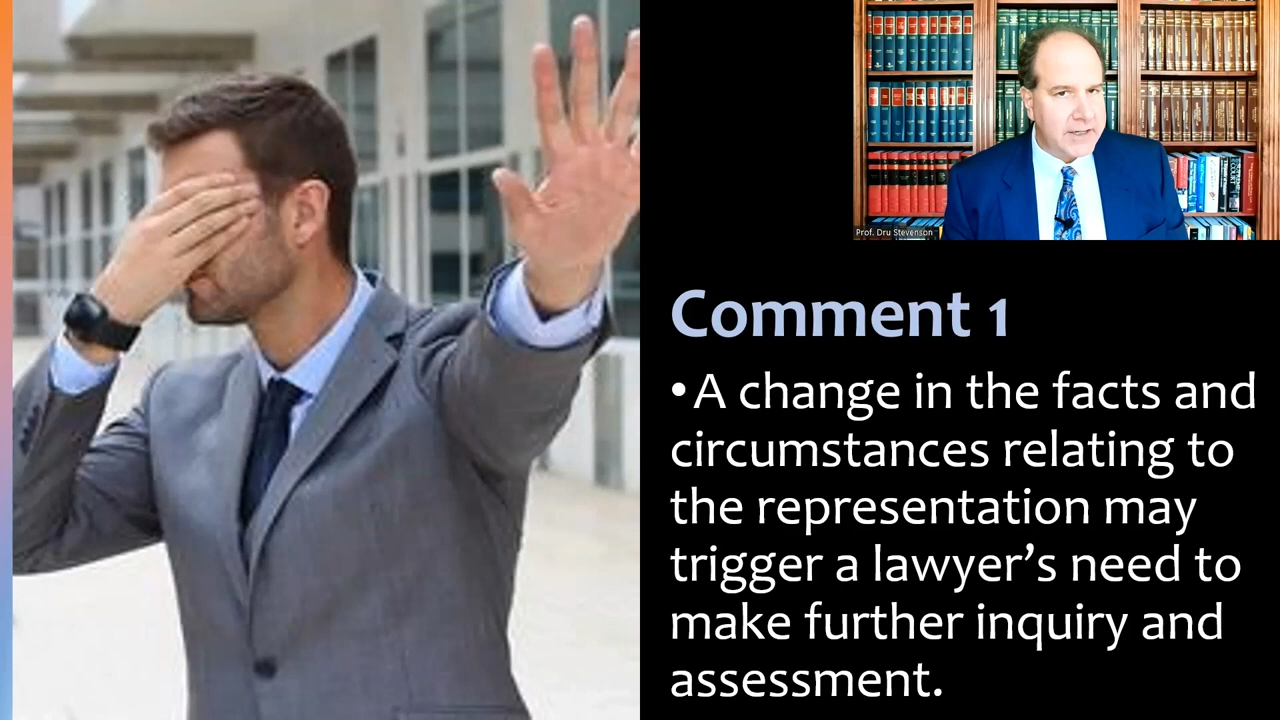 Prof. Dru Stevenson
Comment 1
•A change in the facts and
circumstances relating to
the representation may
trigger a lawyer’s need to
make further inquiry and
assessment.